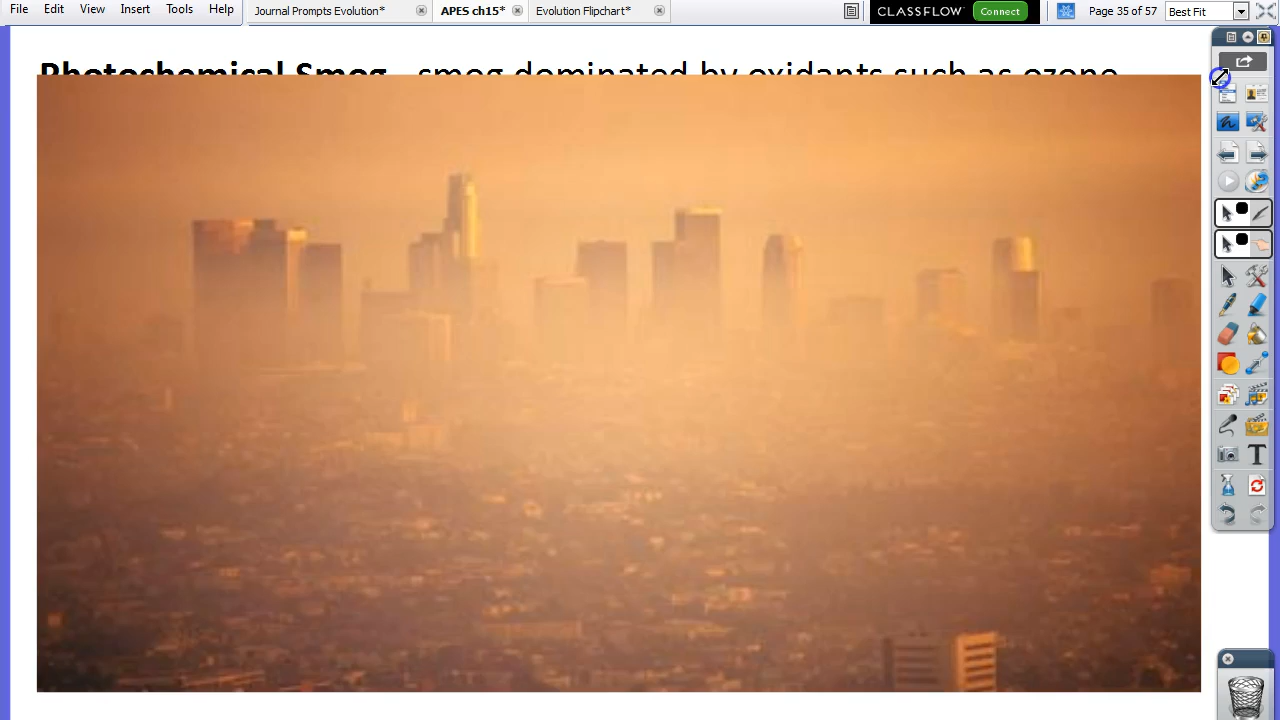 File Edit View Insert Tools Help
Journal Prompts Evolution* APES ch15* Evolution Flipchart*
CLASSFLOW Connect
Page 35 of 57 Best Fit
Photochemical Smog - smog dominated by oxidants such as ozone
T